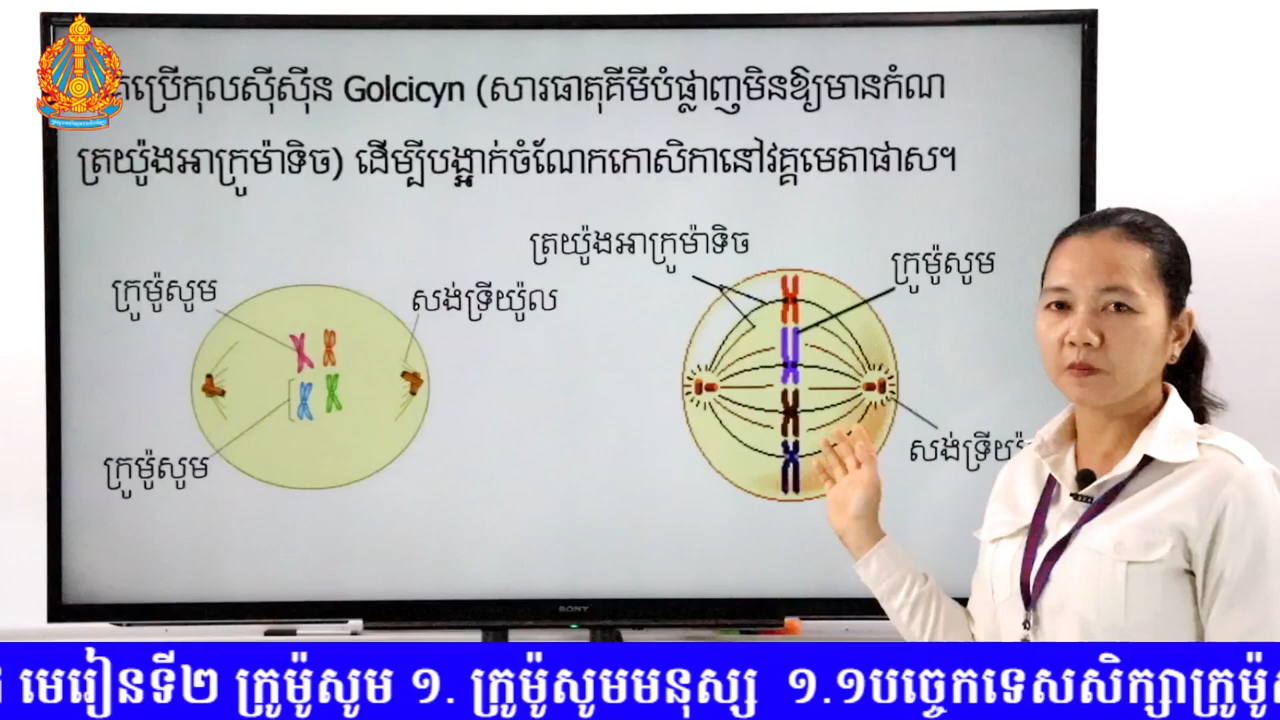 ប្រើកុលស៊ីស៊ីន Golcicyn (សារធាតុគីមីបំផ្លាញមិនឱ្យមានកំណ
ត្រយ៉ូងអាក្រូម៉ាទិច) ដើម្បីបង្អាក់ចំណែកកោសិកានៅវគ្គមេតាផាស។
ត្រយ៉ូងអាក្រូម៉ាទិច
ក្រូម៉ូសូម
ក្រូម៉ូសូម
សង់ទ្រីយ៉ូល
ក្រូម៉ូសូម
សង់ទ្រីយ
SONY
មេរៀនទី២ ក្រូម៉ូសូម ១. ក្រូម៉ូសូមមនុស្ស ១.១បច្ចេកទេសសិក្សាក្រូម៉ូ